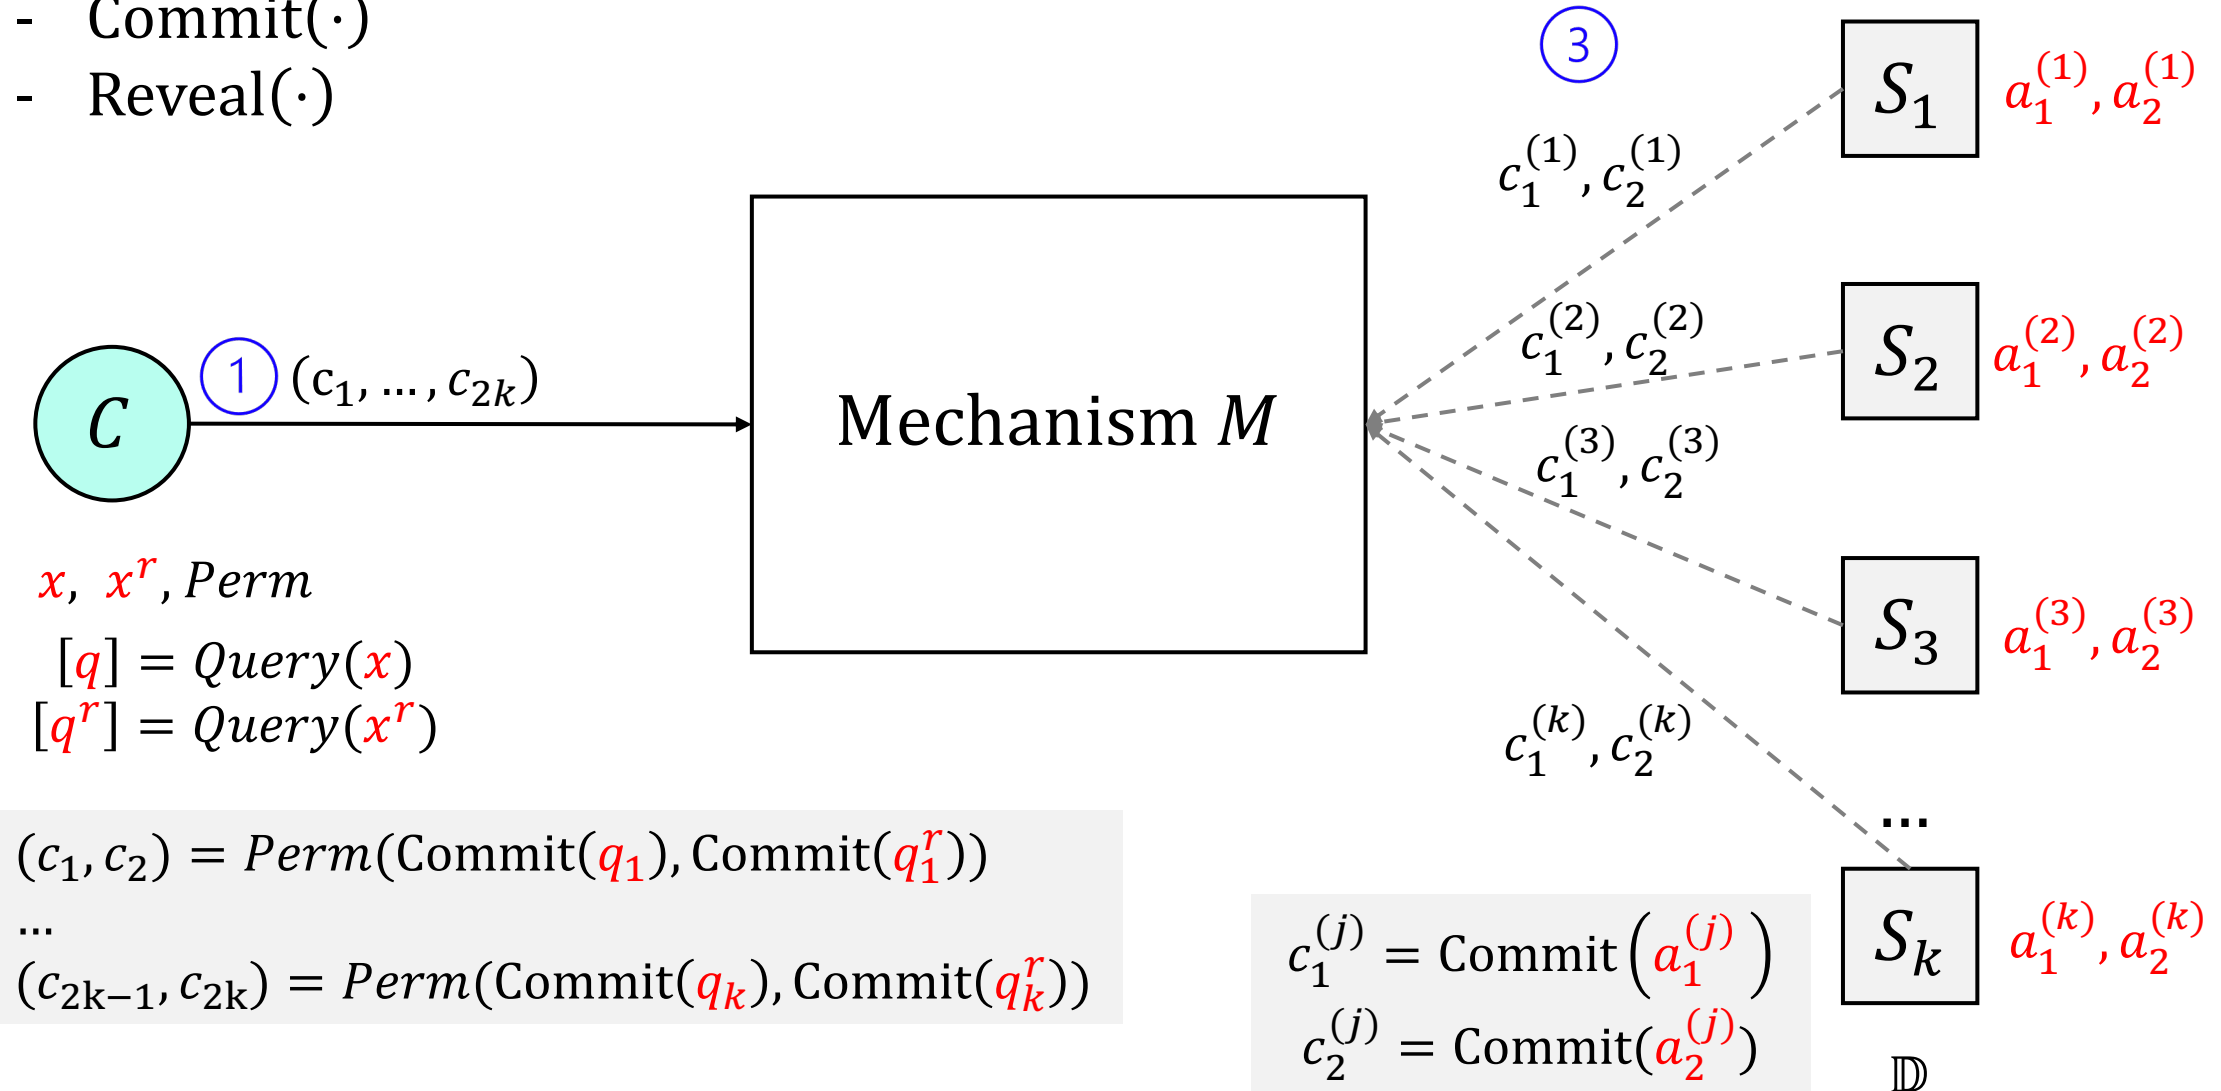 - Commit(·)
- Reveal(·)
3
S₁ a₁⁽¹⁾, a₂⁽¹⁾
c₁⁽¹⁾, c₂⁽¹⁾
S₂ a₁⁽²⁾, a₂⁽²⁾
c₁⁽²⁾, c₂⁽²⁾
1 (c₁, … , c₂ₖ)
C
Mechanism M
c₁⁽³⁾, c₂⁽³⁾
S₃ a₁⁽³⁾, a₂⁽³⁾
x, xʳ, Perm
[q] = Query(x)
[qʳ] = Query(xʳ)
c₁⁽ᵏ⁾, c₂⁽ᵏ⁾
…
Sₖ a₁⁽ᵏ⁾, a₂⁽ᵏ⁾
(c₁, c₂) = Perm(Commit(q₁), Commit(q₁ʳ))
…
(c₂ₖ₋₁, c₂ₖ) = Perm(Commit(qₖ), Commit(qₖʳ))
c₁⁽ʲ⁾ = Commit(a₁⁽ʲ⁾)
c₂⁽ʲ⁾ = Commit(a₂⁽ʲ⁾)
𝔻